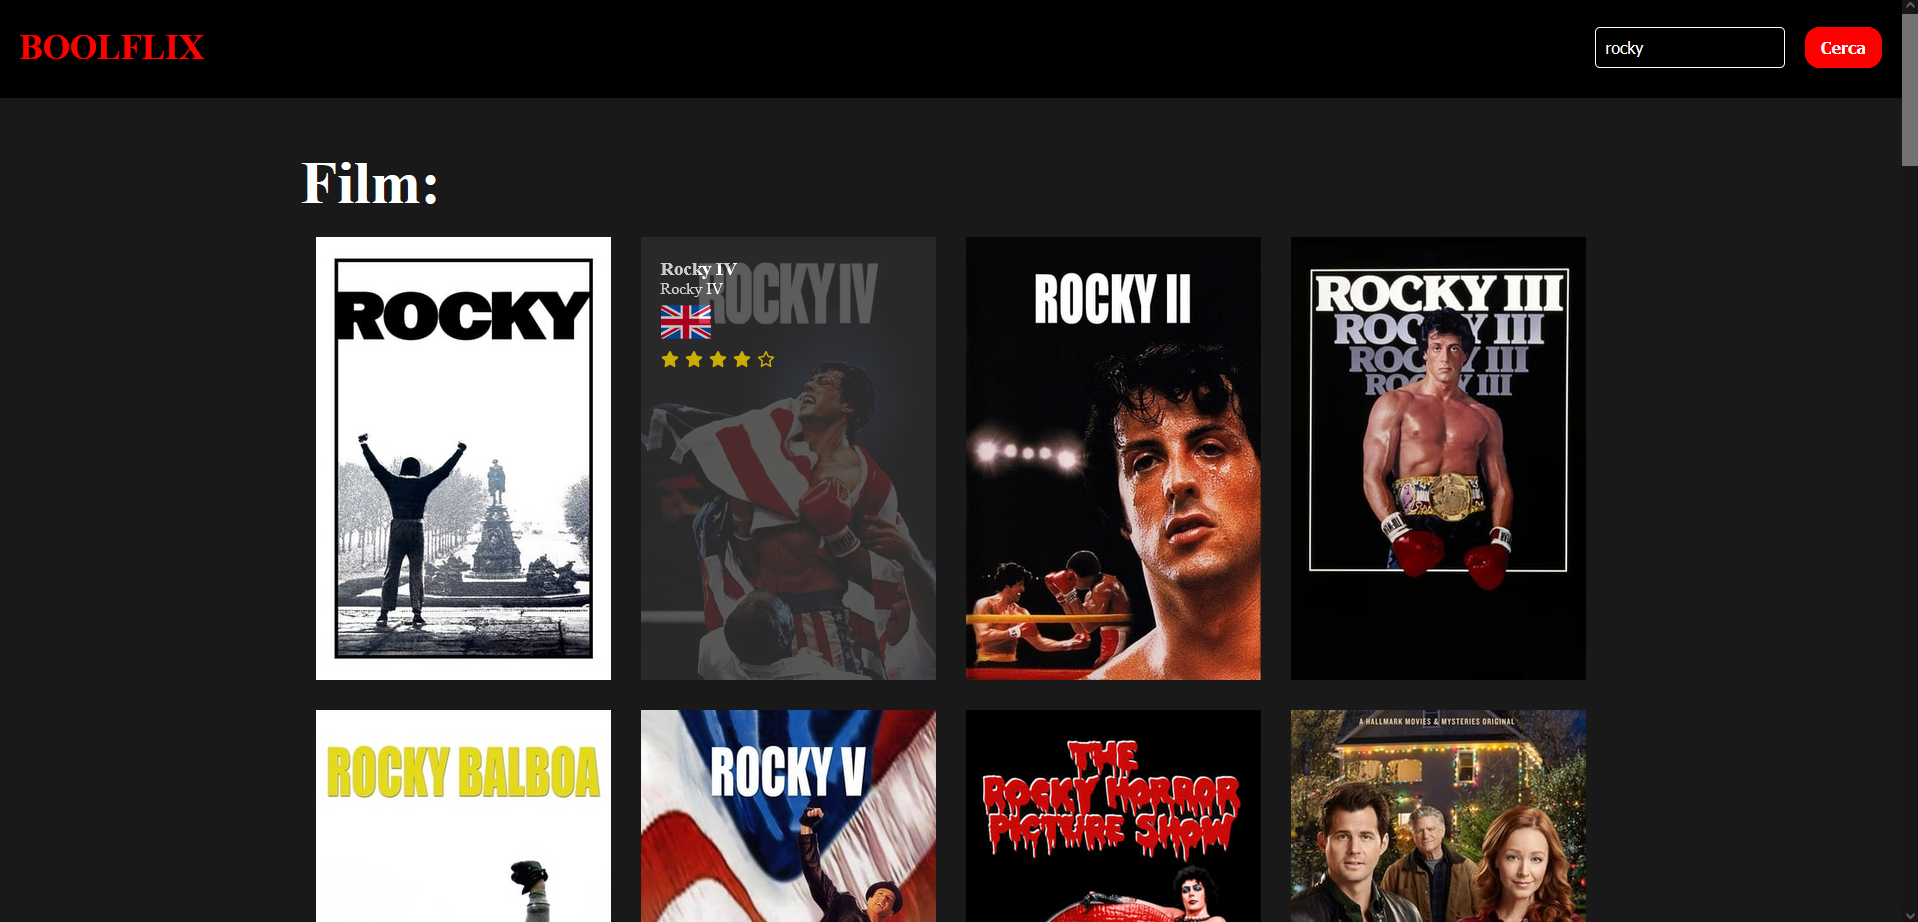 BOOLFLIX
rocky
Cerca
Film:
ROCKY
Rocky IV
Rocky IV
ROCKY IV
ROCKY II
ROCKY III
ROCKY III
ROCKY III
ROCKY III
ROCKY BALBOA
ROCKY V
THE
ROCKY HORROR
PICTURE SHOW
A HALLMARK MOVIES & MYSTERIES ORIGINAL